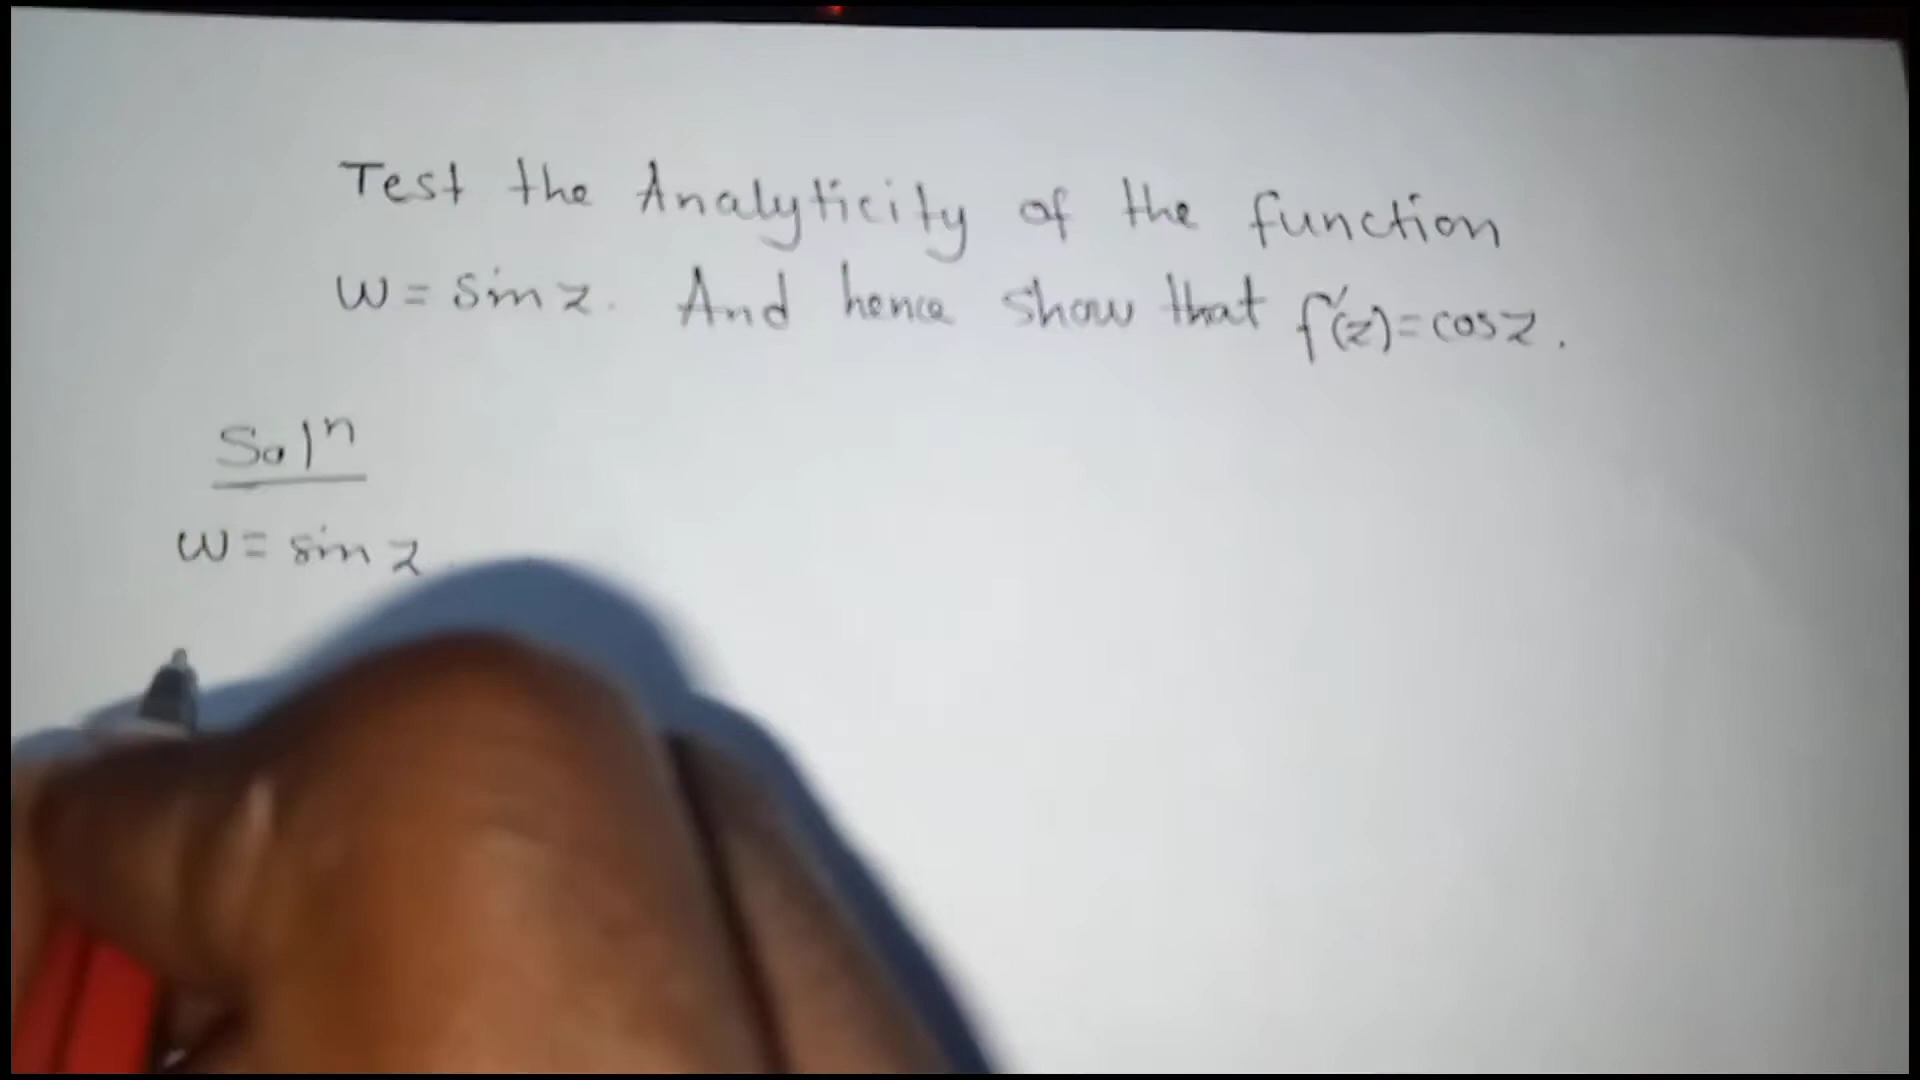 Test the Analyticity of the function
w = sin z. And hence show that f'(z) = cos z.
Solⁿ
w = sin z